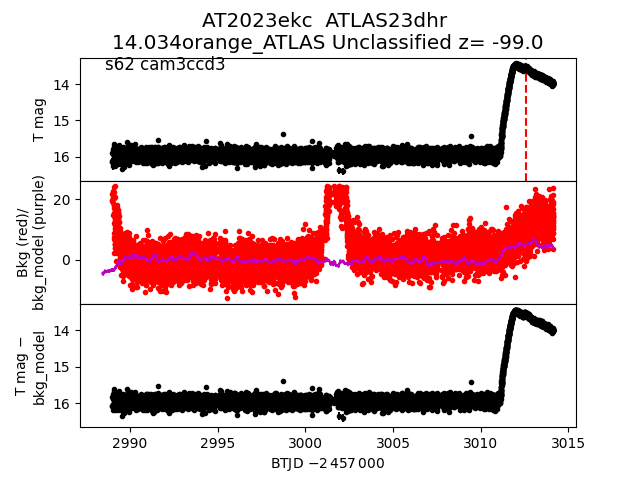 AT2023ekc  ATLAS23dhr
14.034orange_ATLAS Unclassified z= -99.0
s62 cam3ccd3
T mag
14
15
16
Bkg (red)/
bkg_model (purple)
20
0
T mag −
bkg_model
14
15
16
2990 2995 3000 3005 3010 3015
BTJD −2 457 000